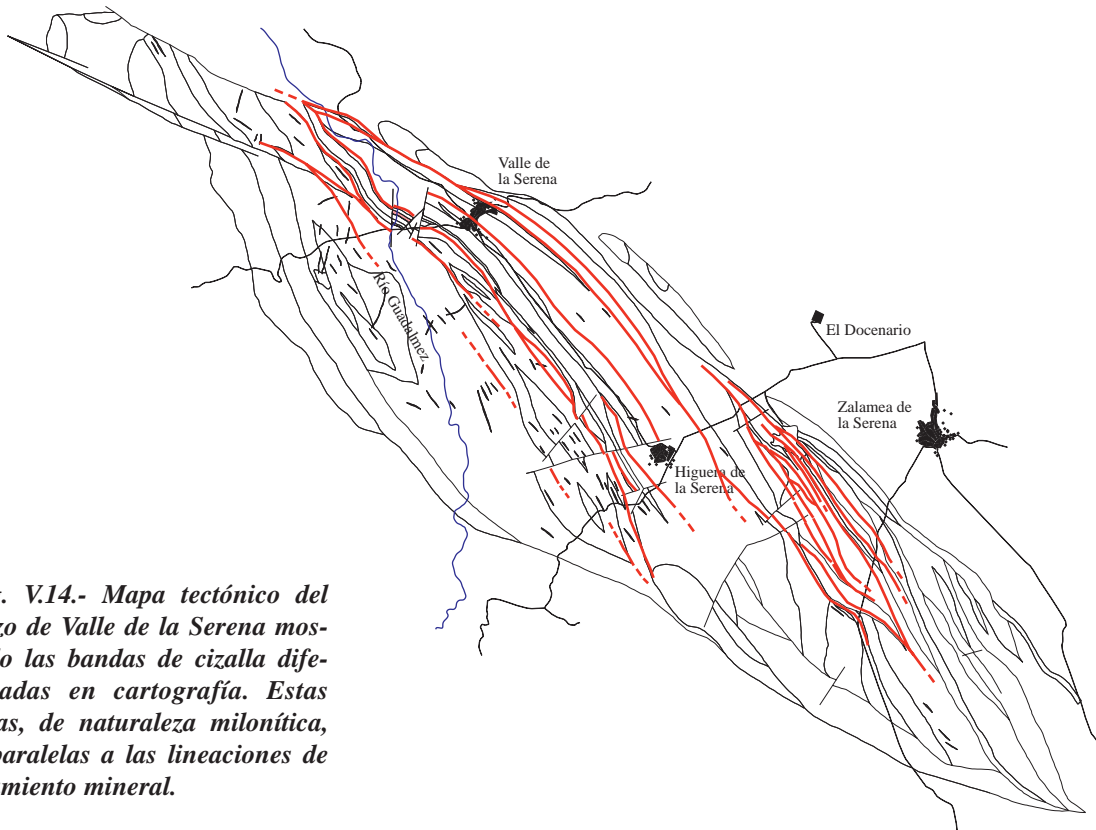 Valle de
la Serena
Río Guadalmez
El Docenario
Zalamea de
la Serena
Higuera de
la Serena
. V.14.- Mapa tectónico del
zo de Valle de la Serena mos-
o las bandas de cizalla dife-
adas en cartografía. Estas
as, de naturaleza milonítica,
paralelas a las lineaciones de
amiento mineral.